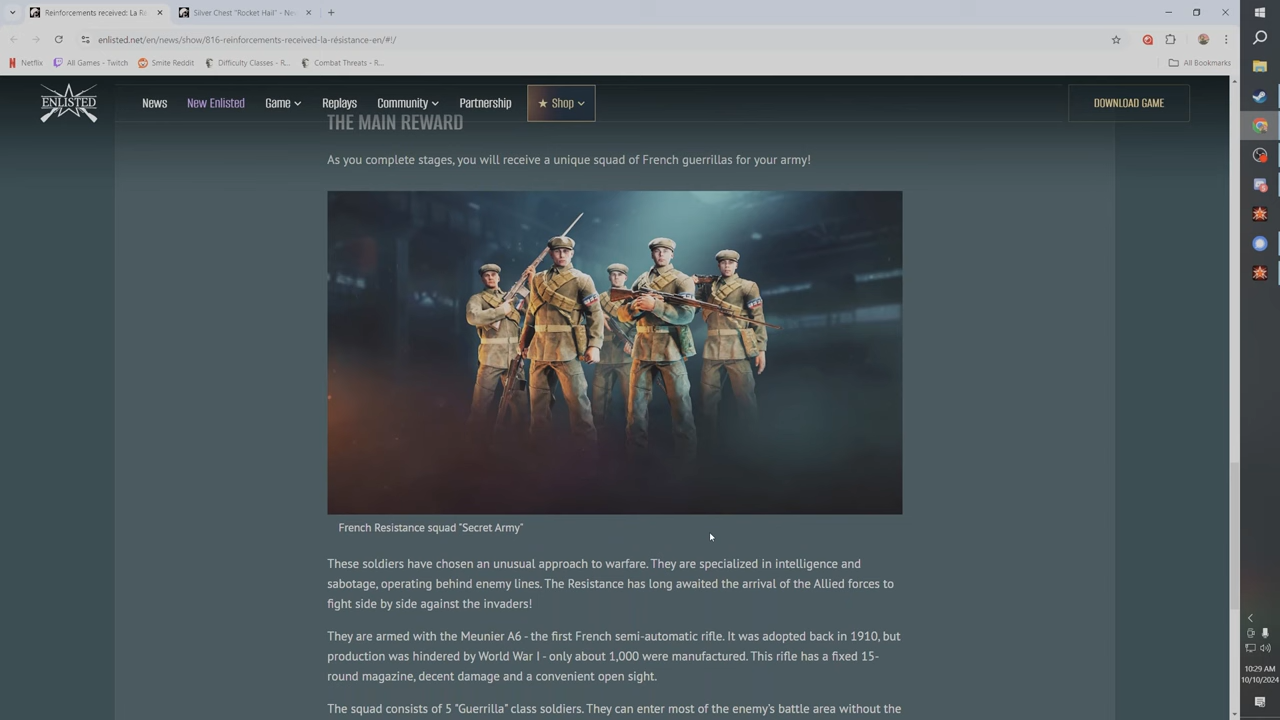 Reinforcements received: La Ré
Silver Chest "Rocket Hail" - Ne
enlisted.net/en/news/show/816-reinforcements-received-la-résistance-en/#!/
Netflix
All Games - Twitch
Smite Reddit
Difficulty Classes - R...
Combat Threats - R...
All Bookmarks
ENLISTED
News
New Enlisted
Game
Replays
Community
Partnership
Shop
DOWNLOAD GAME
THE MAIN REWARD
As you complete stages, you will receive a unique squad of French guerrillas for your army!
French Resistance squad "Secret Army"
These soldiers have chosen an unusual approach to warfare. They are specialized in intelligence and
sabotage, operating behind enemy lines. The Resistance has long awaited the arrival of the Allied forces to
fight side by side against the invaders!
They are armed with the Meunier A6 - the first French semi-automatic rifle. It was adopted back in 1910, but
production was hindered by World War I - only about 1,000 were manufactured. This rifle has a fixed 15-
round magazine, decent damage and a convenient open sight.
The squad consists of 5 "Guerrilla" class soldiers. They can enter most of the enemy's battle area without the
10:29 AM
10/10/2024